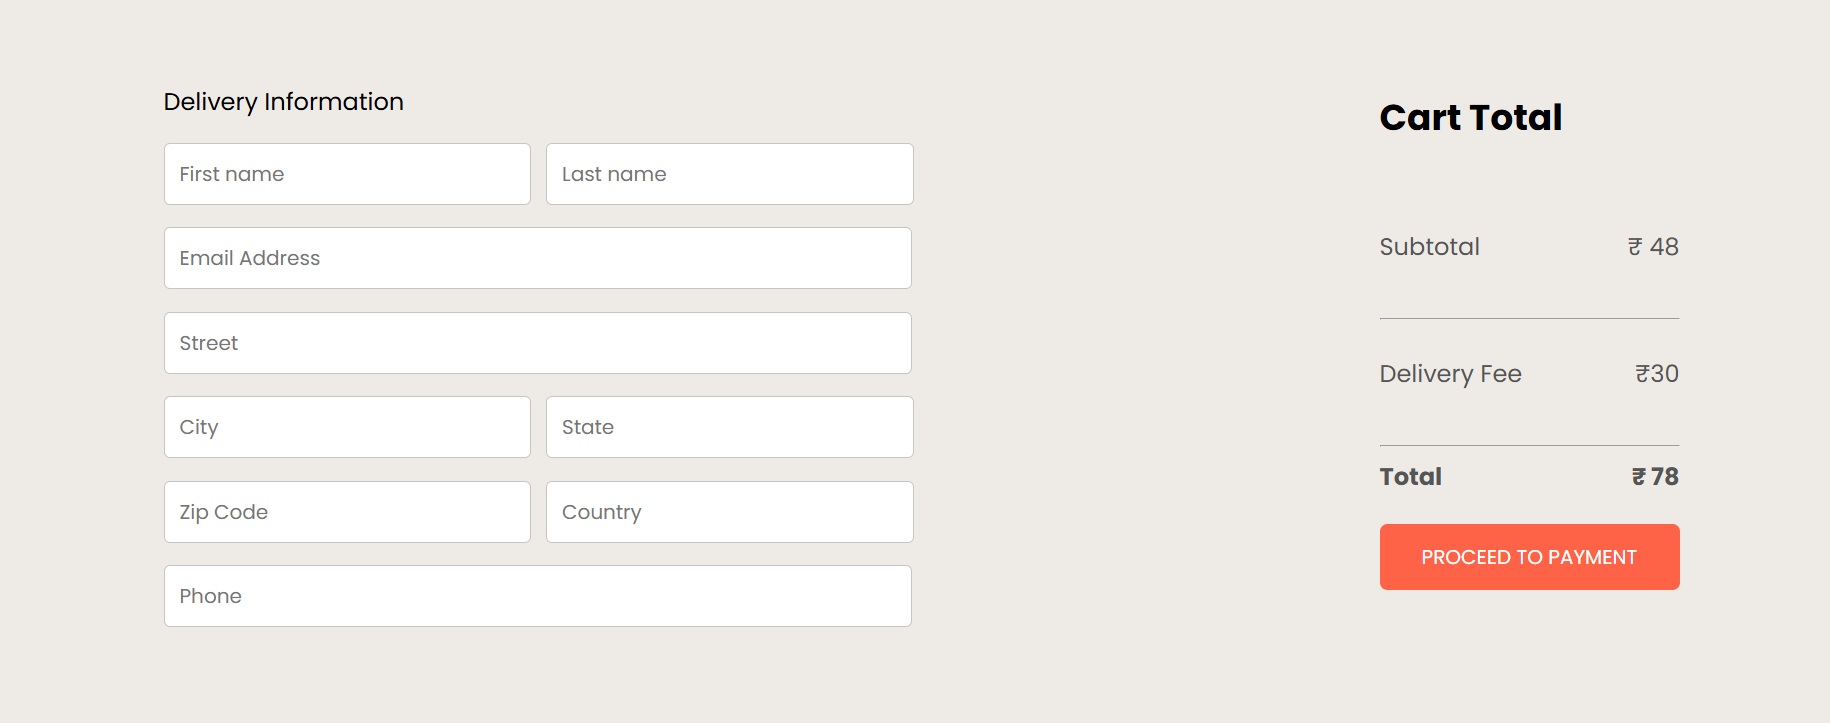 Delivery Information
First name
Last name
Email Address
Street
City
State
Zip Code
Country
Phone
Cart Total
Subtotal ₹ 48
Delivery Fee ₹30
Total ₹ 78
PROCEED TO PAYMENT